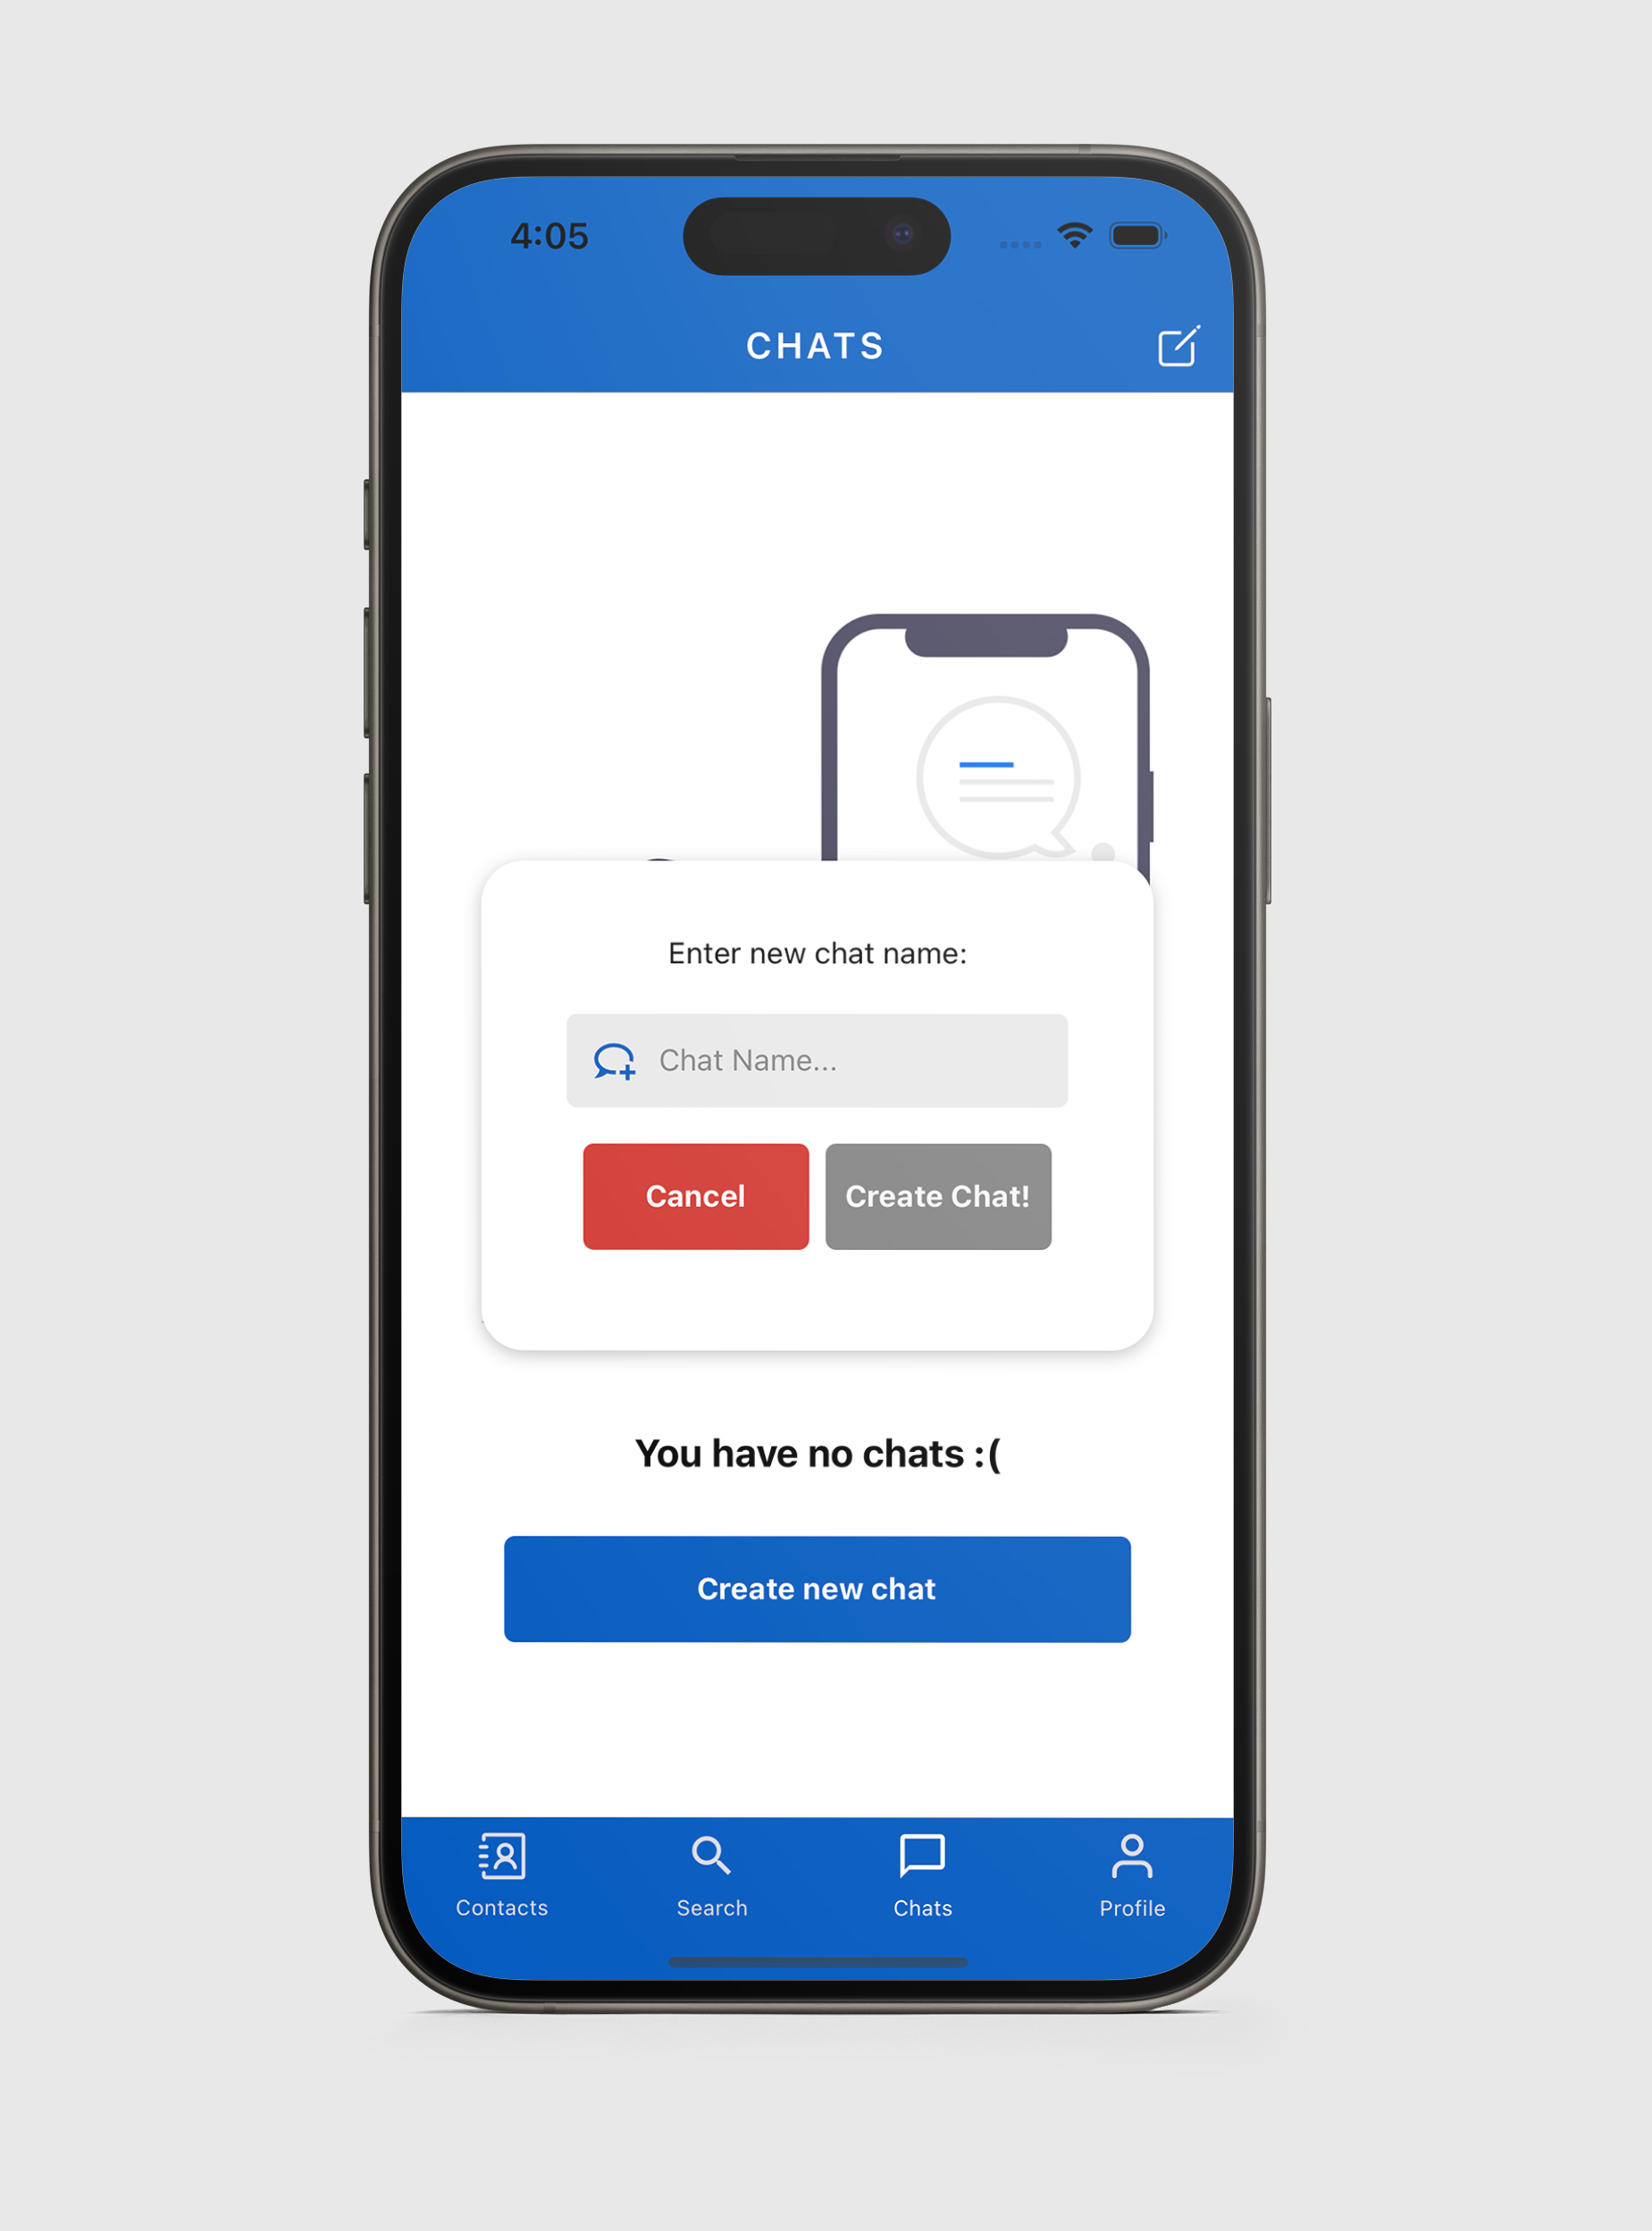 4:05
CHATS
Enter new chat name:
Chat Name...
Cancel Create Chat!
You have no chats :(
Create new chat
Contacts Search Chats Profile